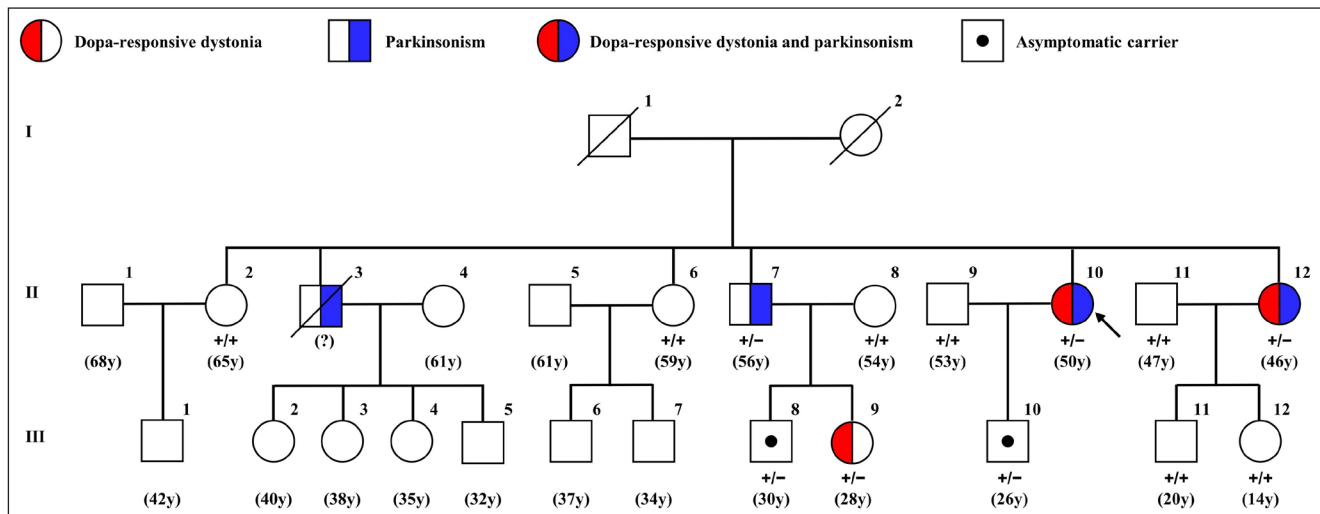 Dopa-responsive dystonia Parkinsonism Dopa-responsive dystonia and parkinsonism Asymptomatic carrier
I 1 2
II 1 2 3 4 5 6 7 8 9 10 11 12
+/+ (?) +/+ +/− +/+ +/+ +/− +/+ +/−
(68y) (65y) (61y) (61y) (59y) (56y) (54y) (53y) (50y) (47y) (46y)
III 1 2 3 4 5 6 7 8 9 10 11 12
+/− +/− +/− +/+ +/+
(42y) (40y) (38y) (35y) (32y) (37y) (34y) (30y) (28y) (26y) (20y) (14y)